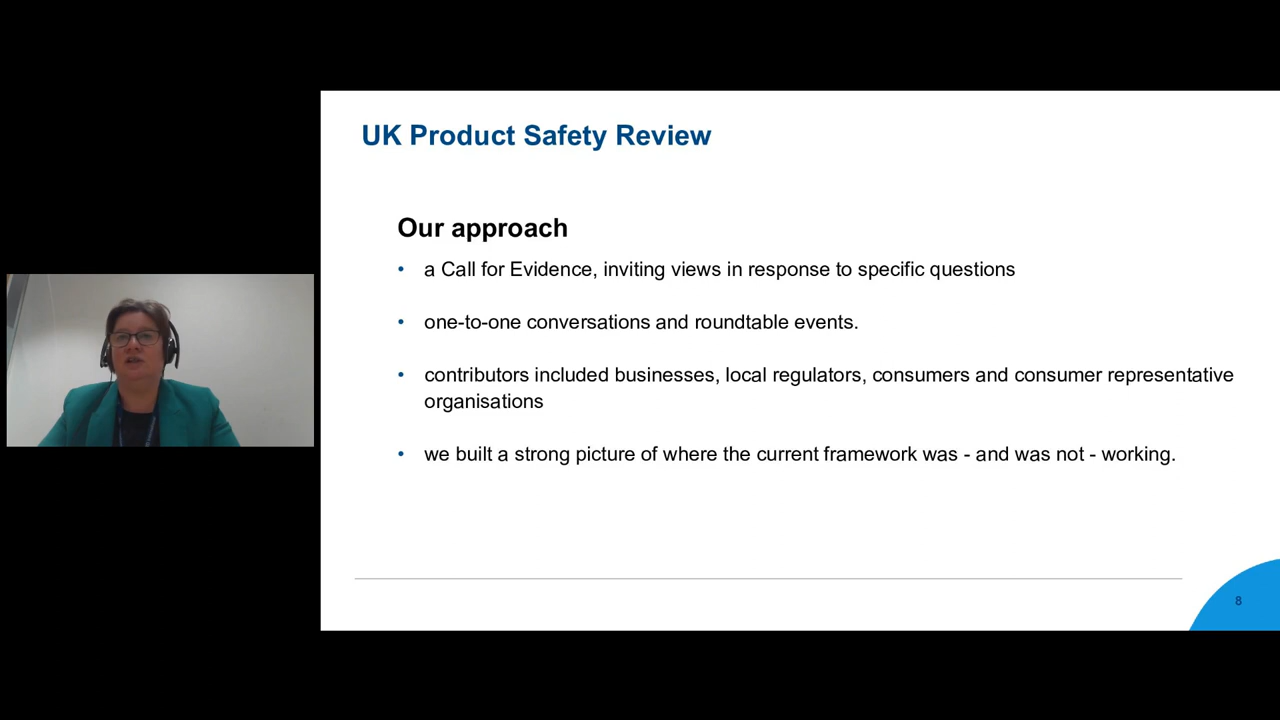 UK Product Safety Review
Our approach
• a Call for Evidence, inviting views in response to specific questions
• one-to-one conversations and roundtable events.
• contributors included businesses, local regulators, consumers and consumer representative
organisations
• we built a strong picture of where the current framework was - and was not - working.
8